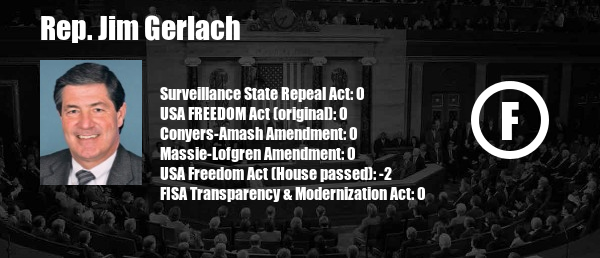 Rep. Jim Gerlach
Surveillance State Repeal Act: 0
USA FREEDOM Act (original): 0
Conyers-Amash Amendment: 0
Massie-Lofgren Amendment: 0
USA Freedom Act (House passed): -2
FISA Transparency & Modernization Act: 0
F